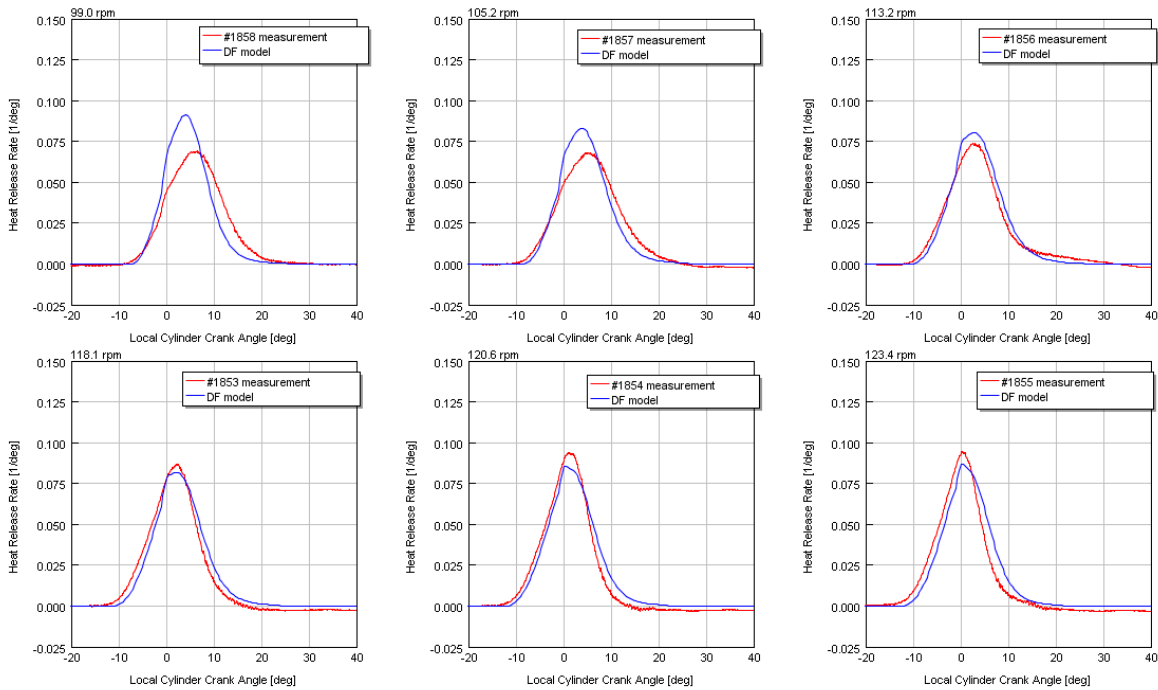 99.0 rpm
0.150
#1858 measurement
DF model
0.125
0.100
0.075
0.050
0.025
0.000
-0.025
Heat Release Rate [1/deg]
-20 -10 0 10 20 30 40
Local Cylinder Crank Angle [deg]
105.2 rpm
0.150
#1857 measurement
DF model
0.125
0.100
0.075
0.050
0.025
0.000
-0.025
Heat Release Rate [1/deg]
-20 -10 0 10 20 30 40
Local Cylinder Crank Angle [deg]
113.2 rpm
0.150
#1856 measurement
DF model
0.125
0.100
0.075
0.050
0.025
0.000
-0.025
Heat Release Rate [1/deg]
-20 -10 0 10 20 30 40
Local Cylinder Crank Angle [deg]
118.1 rpm
0.150
#1853 measurement
DF model
0.125
0.100
0.075
0.050
0.025
0.000
-0.025
Heat Release Rate [1/deg]
-20 -10 0 10 20 30 40
Local Cylinder Crank Angle [deg]
120.6 rpm
0.150
#1854 measurement
DF model
0.125
0.100
0.075
0.050
0.025
0.000
-0.025
Heat Release Rate [1/deg]
-20 -10 0 10 20 30 40
Local Cylinder Crank Angle [deg]
123.4 rpm
0.150
#1855 measurement
DF model
0.125
0.100
0.075
0.050
0.025
0.000
-0.025
Heat Release Rate [1/deg]
-20 -10 0 10 20 30 40
Local Cylinder Crank Angle [deg]